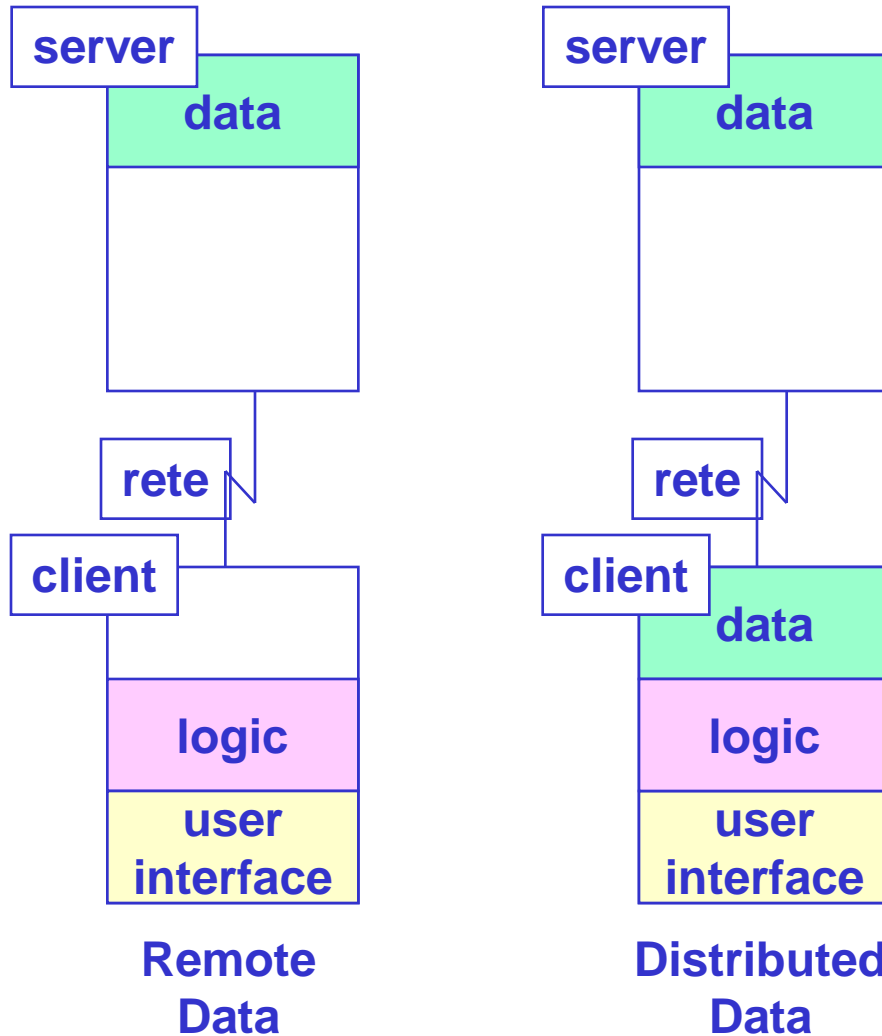 server
data
rete
client
logic
user
interface
Remote
Data
server
data
rete
client
data
logic
user
interface
Distributed
Data